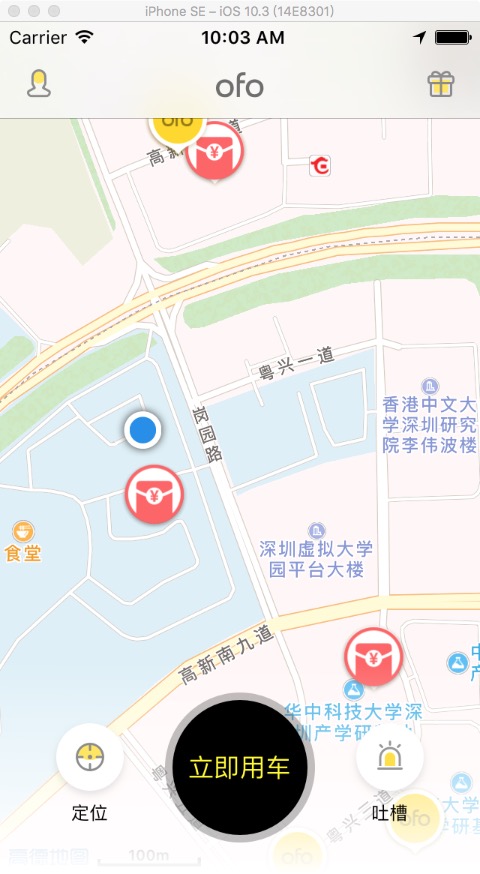 iPhone SE – iOS 10.3 (14E8301)
Carrier
10:03 AM
ofo
ofo
高新
¥
粤兴一道
香港中文大
学深圳研究
院李伟波楼
岗园路
¥
食堂
深圳虚拟大学
园平台大楼
高新南九道
¥
华中科技大学深
圳产学研
立即用车
定位
吐槽
粤兴三道
ofo
大学
学研基
ofo
高德地图
100m